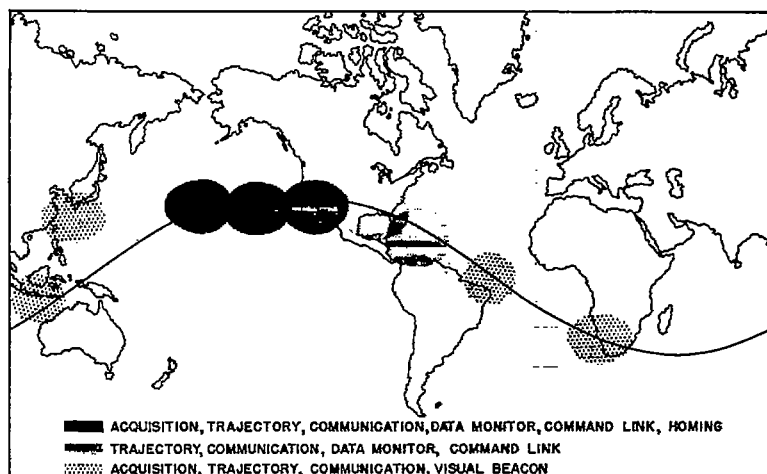 ACQUISITION, TRAJECTORY, COMMUNICATION, DATA MONITOR, COMMAND LINK, HOMING
TRAJECTORY, COMMUNICATION, DATA MONITOR, COMMAND LINK
ACQUISITION, TRAJECTORY, COMMUNICATION, VISUAL BEACON